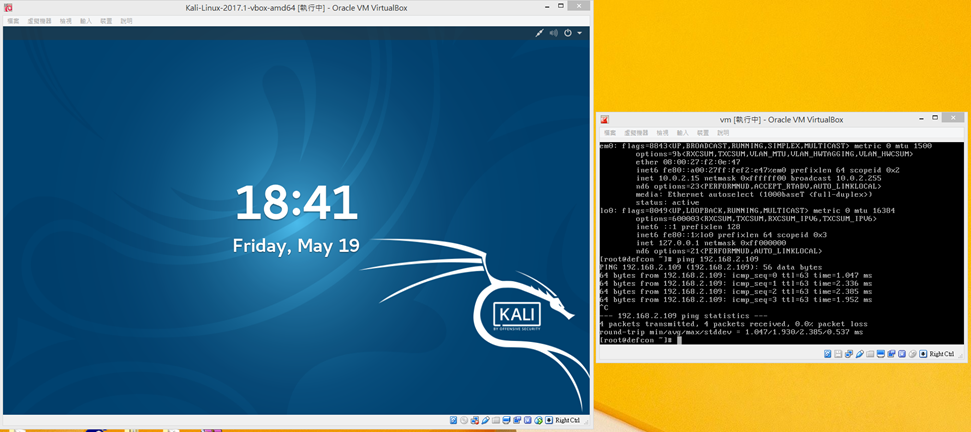 Kali-Linux-2017.1-vbox-amd64 [執行中] - Oracle VM VirtualBox
檔案 虛擬機器 檢視 輸入 裝置 說明
18:41
Friday, May 19
KALI
BY OFFENSIVE SECURITY
Right Ctrl
vm [執行中] - Oracle VM VirtualBox
檔案 虛擬機器 檢視 輸入 裝置 說明
em0: flags=8843<UP,BROADCAST,RUNNING,SIMPLEX,MULTICAST> metric 0 mtu 1500
options=9b<RXCSUM,TXCSUM,VLAN_MTU,VLAN_HWTAGGING,VLAN_HWCSUM>
ether 08:00:27:f2:0e:47
inet6 fe80::a00:27ff:fef2:e47%em0 prefixlen 64 scopeid 0x2
inet 10.0.2.15 netmask 0xffffff00 broadcast 10.0.2.255
nd6 options=23<PERFORMNUD,ACCEPT_RTADV,AUTO_LINKLOCAL>
media: Ethernet autoselect (1000baseT <full-duplex>)
status: active
lo0: flags=8049<UP,LOOPBACK,RUNNING,MULTICAST> metric 0 mtu 16384
options=600003<RXCSUM,TXCSUM,RXCSUM_IPV6,TXCSUM_IPV6>
inet6 ::1 prefixlen 128
inet6 fe80::1%lo0 prefixlen 64 scopeid 0x3
inet 127.0.0.1 netmask 0xff000000
nd6 options=21<PERFORMNUD,AUTO_LINKLOCAL>
[root@defcon ~]# ping 192.168.2.109
PING 192.168.2.109 (192.168.2.109): 56 data bytes
64 bytes from 192.168.2.109: icmp_seq=0 ttl=63 time=1.047 ms
64 bytes from 192.168.2.109: icmp_seq=1 ttl=63 time=2.336 ms
64 bytes from 192.168.2.109: icmp_seq=2 ttl=63 time=2.385 ms
64 bytes from 192.168.2.109: icmp_seq=3 ttl=63 time=1.952 ms
^C
--- 192.168.2.109 ping statistics ---
4 packets transmitted, 4 packets received, 0.0% packet loss
round-trip min/avg/max/stddev = 1.047/1.930/2.385/0.537 ms
[root@defcon ~]#
Right Ctrl